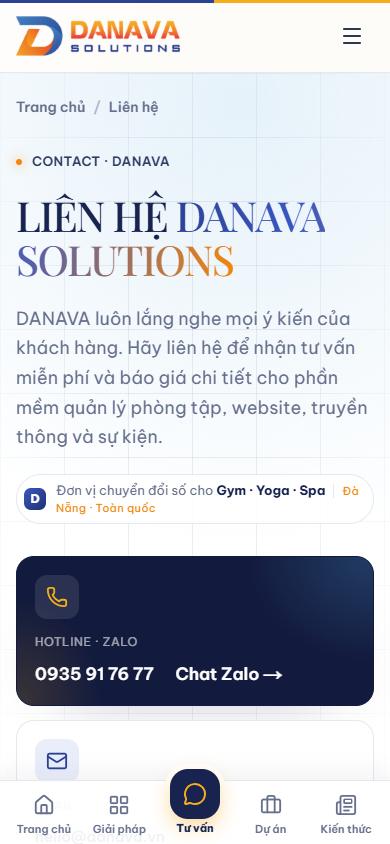 DANAVA
SOLUTIONS
Trang chủ / Liên hệ
CONTACT · DANAVA
LIÊN HỆ DANAVA
SOLUTIONS
DANAVA luôn lắng nghe mọi ý kiến của
khách hàng. Hãy liên hệ để nhận tư vấn
miễn phí và báo giá chi tiết cho phần
mềm quản lý phòng tập, website, truyền
thông và sự kiện.
D Đơn vị chuyển đổi số cho Gym · Yoga · Spa | Đà
Nẵng · Toàn quốc
HOTLINE · ZALO
0935 91 76 77 Chat Zalo →
hello@danava.vn
Trang chủ Giải pháp Tư vấn Dự án Kiến thức